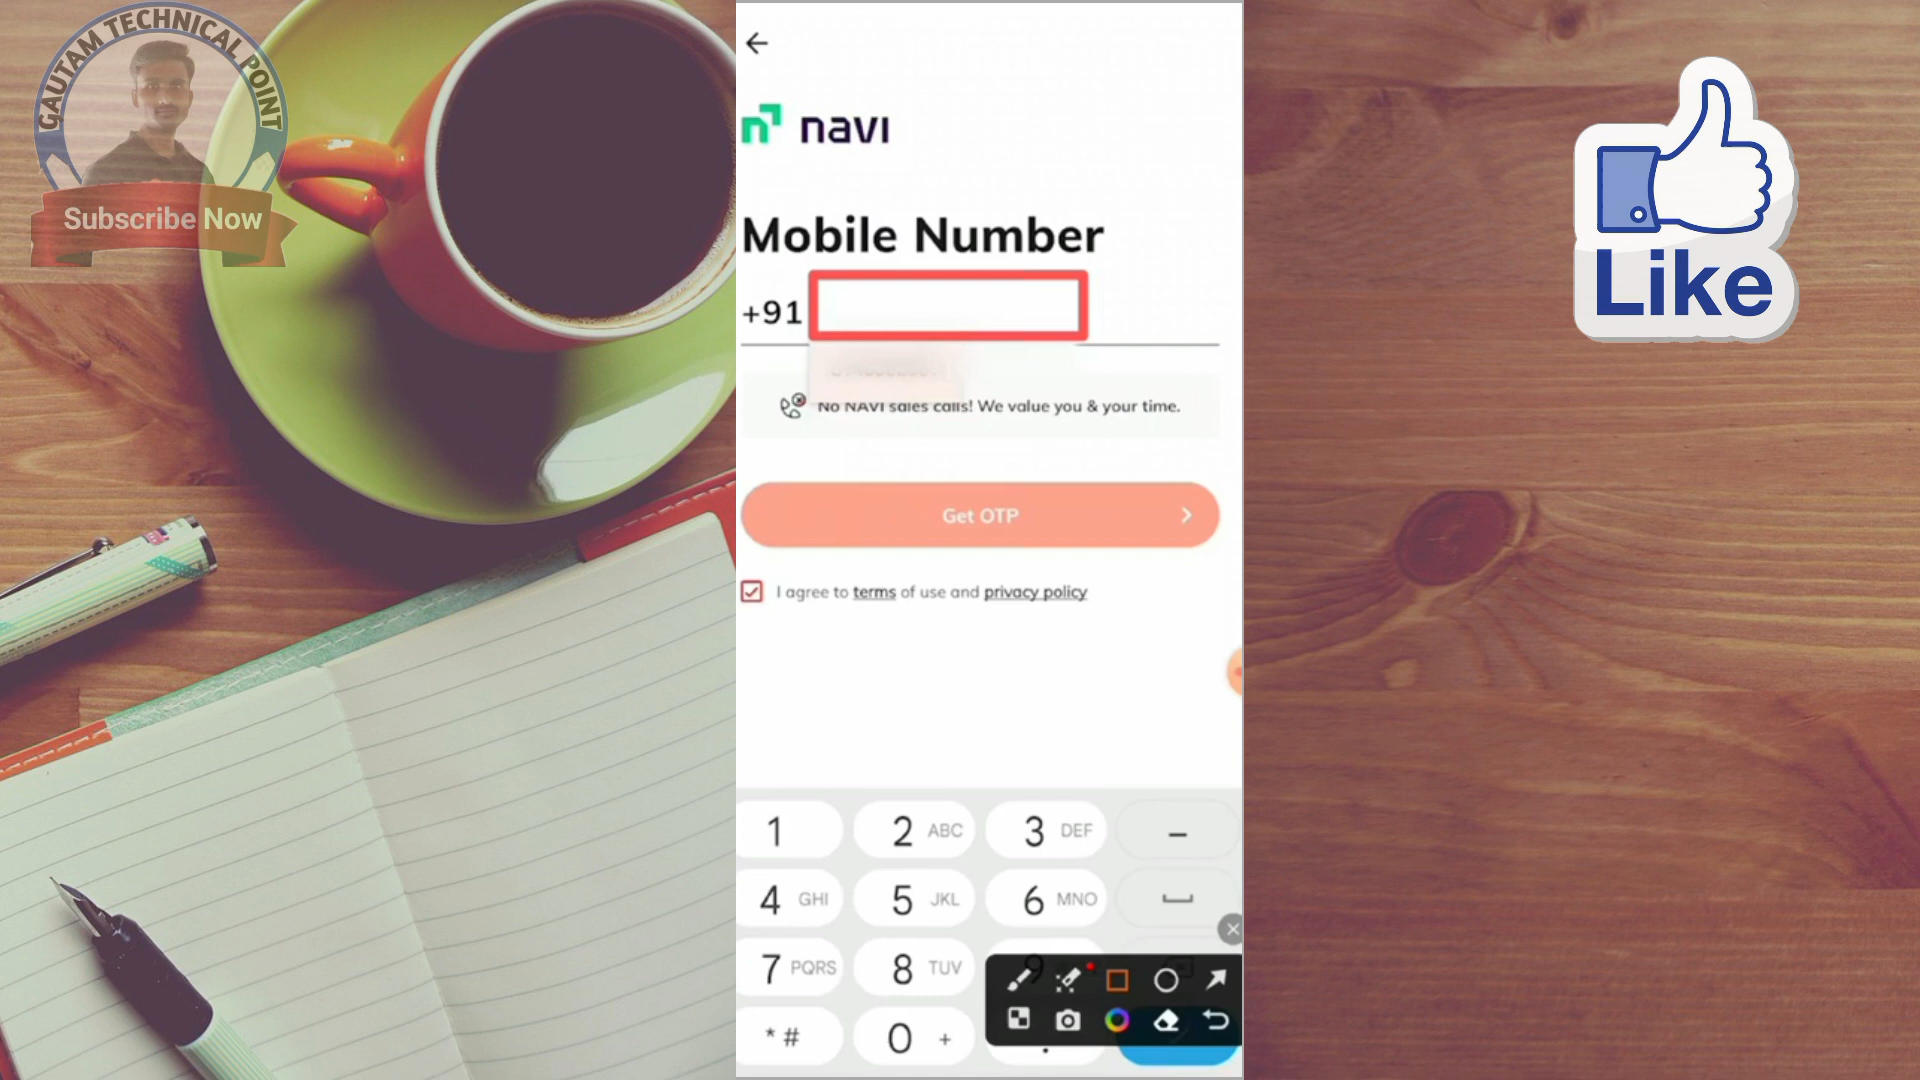 GAUTAM TECHNICAL POINT
Subscribe Now
navi
Mobile Number
+91
No NAVI sales calls! We value you & your time.
Get OTP
I agree to terms of use and privacy policy
1
2 ABC
3 DEF
-
4 GHI
5 JKL
6 MNO
7 PQRS
8 TUV
9
* #
0 +
.
Like